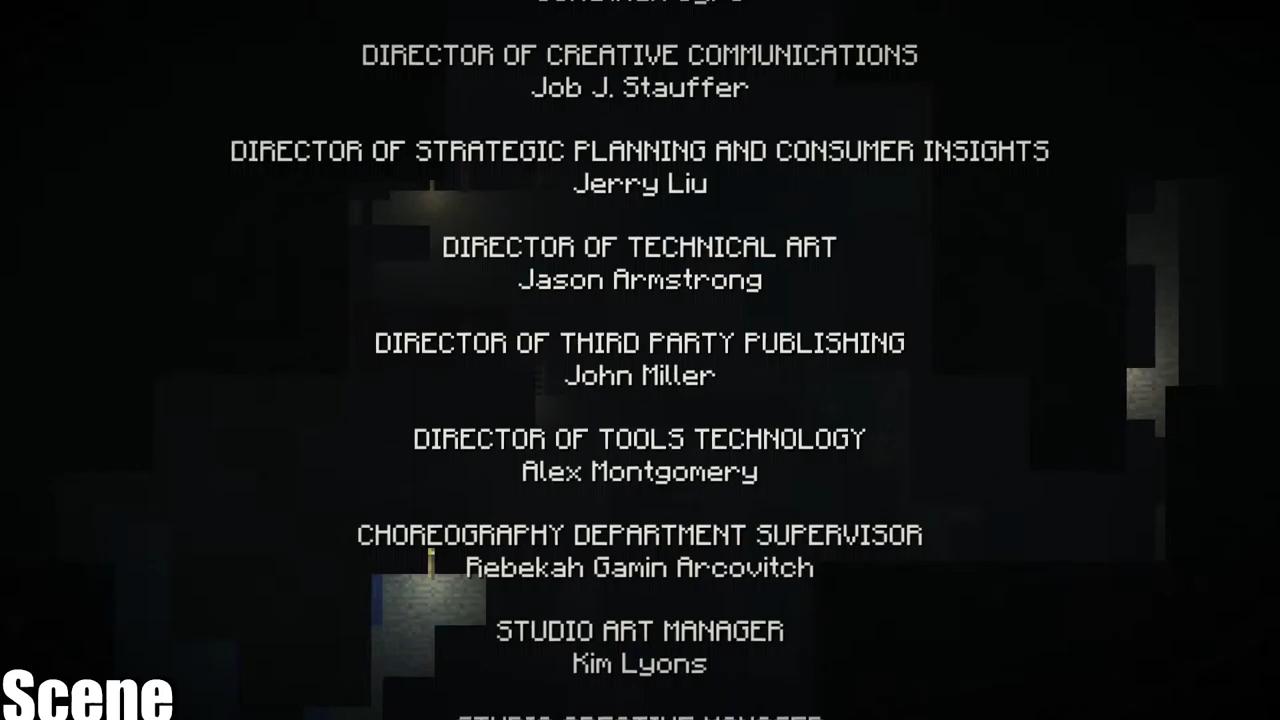 DIRECTOR OF CREATIVE COMMUNICATIONS
Job J. Stauffer
DIRECTOR OF STRATEGIC PLANNING AND CONSUMER INSIGHTS
Jerry Liu
DIRECTOR OF TECHNICAL ART
Jason Armstrong
DIRECTOR OF THIRD PARTY PUBLISHING
John Miller
DIRECTOR OF TOOLS TECHNOLOGY
Alex Montgomery
CHOREOGRAPHY DEPARTMENT SUPERVISOR
Rebekah Gamin Arcovitch
STUDIO ART MANAGER
Kim Lyons
Scene